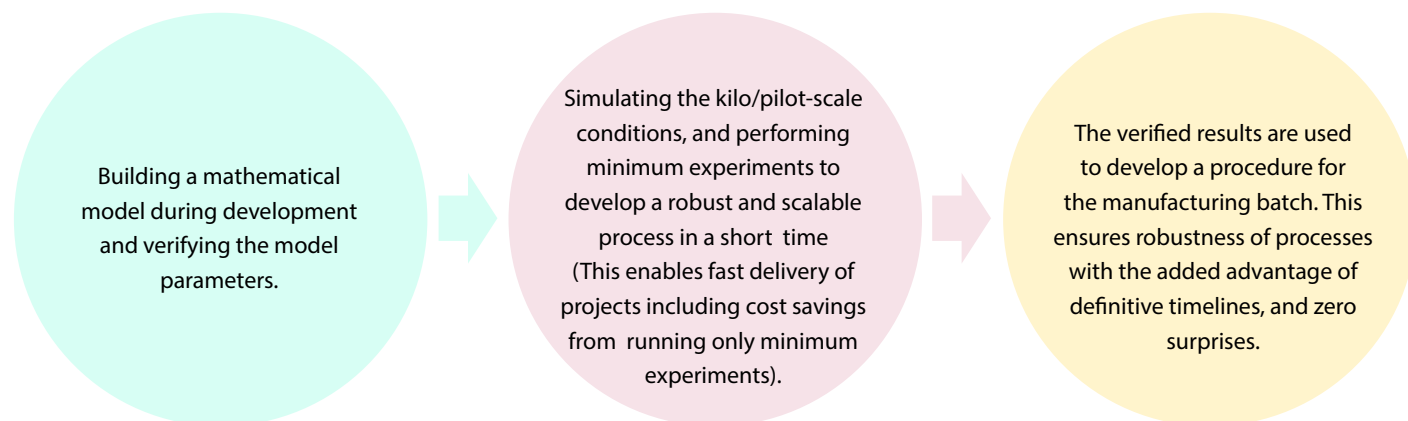 Building a mathematical
model during development
and verifying the model
parameters.
Simulating the kilo/pilot-scale
conditions, and performing
minimum experiments to
develop a robust and scalable
process in a short time
(This enables fast delivery of
projects including cost savings
from running only minimum
experiments).
The verified results are used
to develop a procedure for
the manufacturing batch. This
ensures robustness of processes
with the added advantage of
definitive timelines, and zero
surprises.